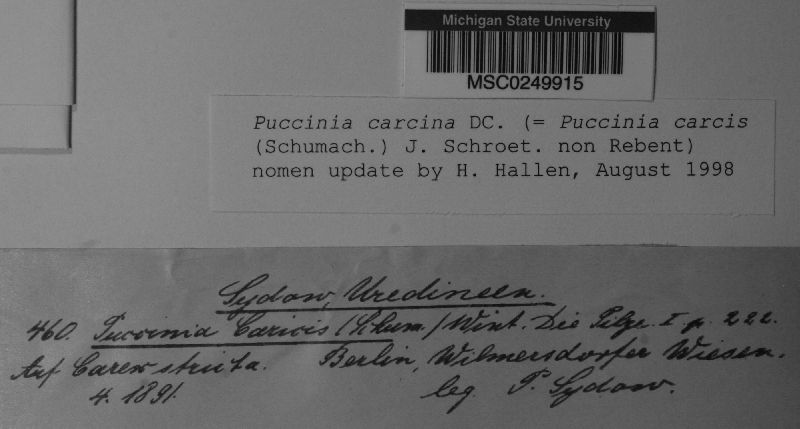 Michigan State University
MSC0249915
Puccinia carcina DC. (= Puccinia carcis
(Schumach.) J. Schroet. non Rebent)
nomen update by H. Hallen, August 1998
Sydow, Uredineen.
460. Puccinia Caricis (Schum.) Wint. Die Pilze. I p. 222.
Auf Carex stricta. Berlin, Wilmersdorfer Wiesen.
4. 1891. leg. P. Sydow.